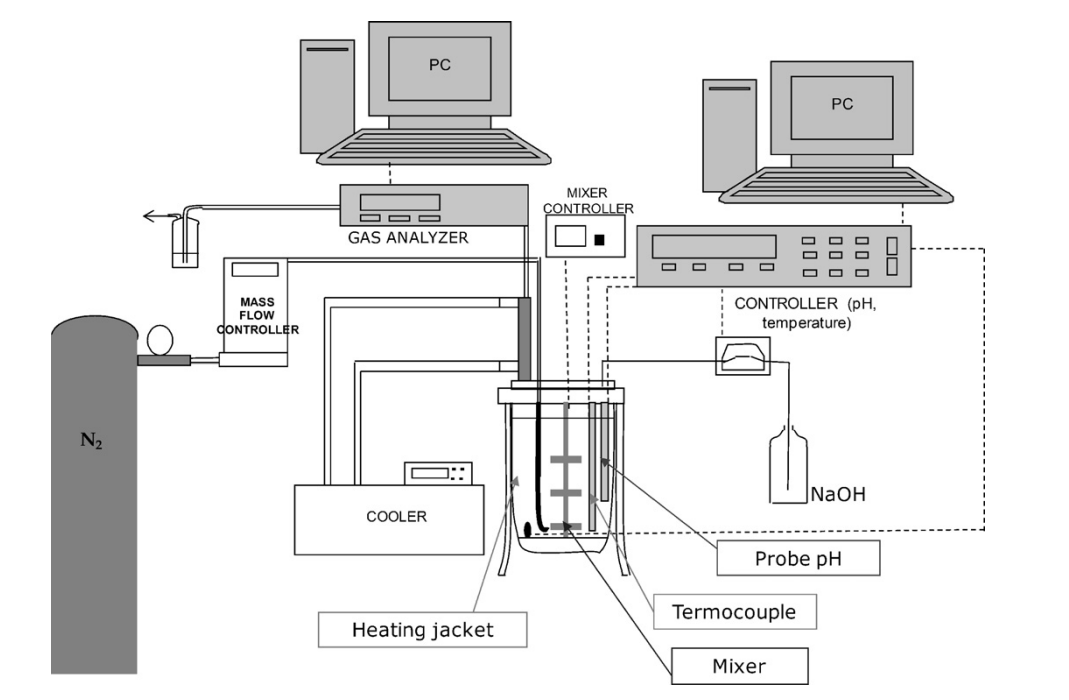 PC
PC
MIXER
CONTROLLER
GAS ANALYZER
MASS
FLOW
CONTROLLER
CONTROLLER (pH,
temperature)
N₂
NaOH
COOLER
Probe pH
Termocouple
Heating jacket
Mixer